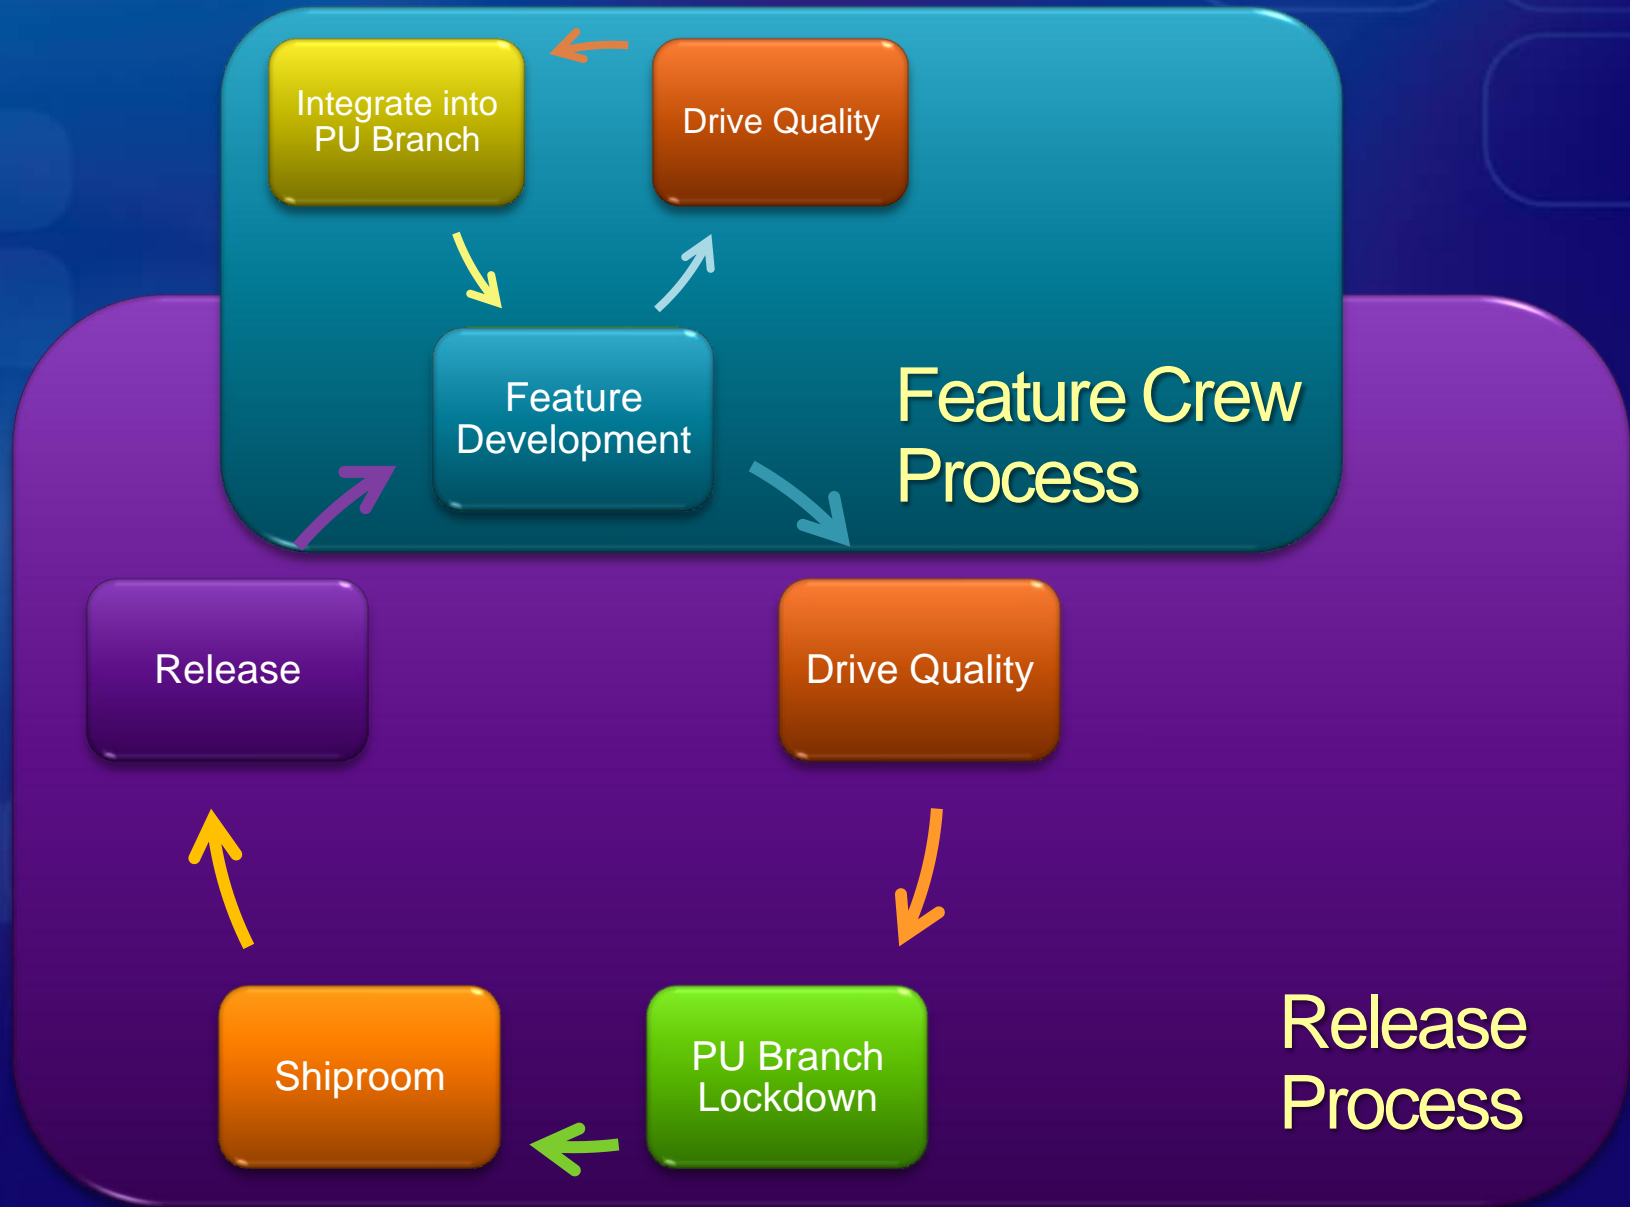 Integrate into
PU Branch
Drive Quality
Feature
Development
Feature Crew
Process
Release
Drive Quality
Shiproom
PU Branch
Lockdown
Release
Process